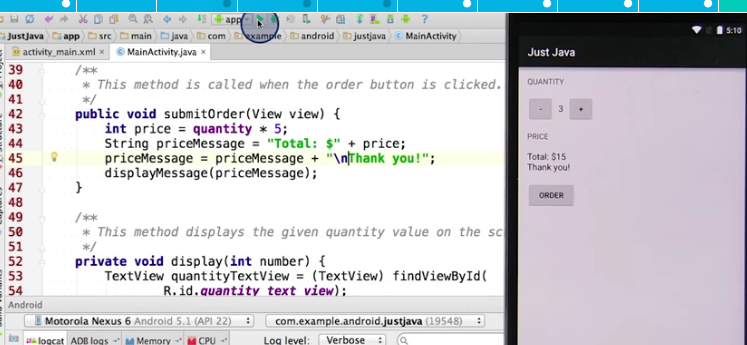 app
JustJava app src main java com example android justjava MainActivity
activity_main.xml × MainActivity.java ×
39 /**
40 * This method is called when the order button is clicked.
41 */
42 public void submitOrder(View view) {
43 int price = quantity * 5;
44 String priceMessage = "Total: $" + price;
45 priceMessage = priceMessage + "\nThank you!";
46 displayMessage(priceMessage);
47 }
48
49 /**
50 * This method displays the given quantity value on the
51 */
52 private void display(int number) {
53 TextView quantityTextView = (TextView) findViewById(
54 R.id.quantity_text_view);
Android
Motorola Nexus 6 Android 5.1 (API 22) com.example.android.justjava (19548)
logcat ADB logs Memory CPU Log level: Verbose
5:10
Just Java
QUANTITY
- 3 +
PRICE
Total: $15
Thank you!
ORDER